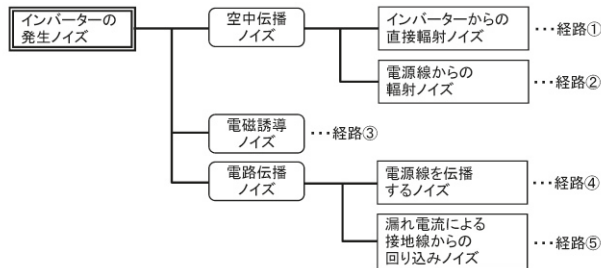 インバーターの
発生ノイズ
空中伝播
ノイズ
インバーターからの
直接輻射ノイズ
･･･経路①
電源線からの
輻射ノイズ
･･･経路②
電磁誘導
ノイズ
･･･経路③
電路伝播
ノイズ
電源線を伝播
するノイズ
･･･経路④
漏れ電流による
接地線からの
回り込みノイズ
･･･経路⑤